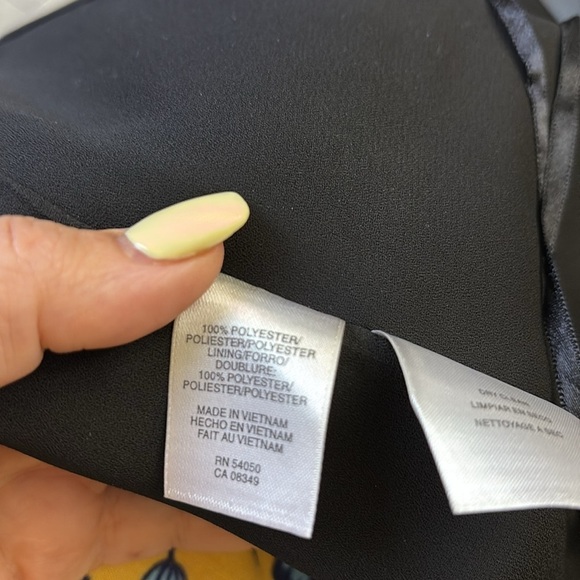 100% POLYESTER/
POLIESTER/POLYESTER
LINING/FORRO/
DOUBLURE:
100% POLYESTER/
POLIESTER/POLYESTER
MADE IN VIETNAM
HECHO EN VIETNAM
FAIT AU VIETNAM
RN 54050
CA 08349
DRY CLEAN
LIMPIAR EN SECO
NETTOYAGE A SEC